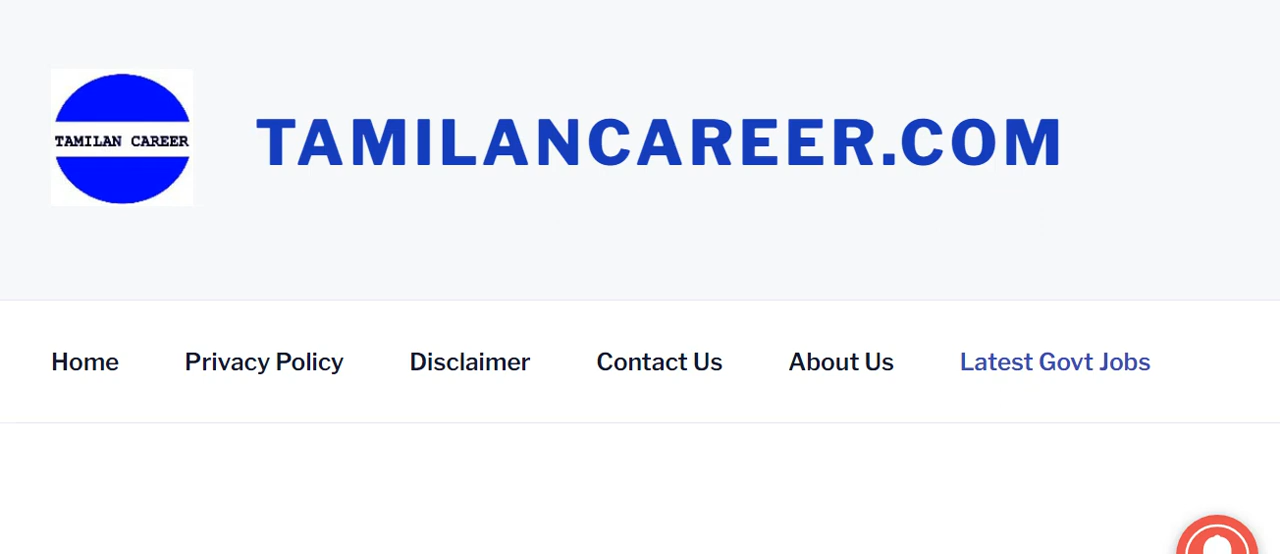 TAMILAN CAREER
TAMILANCAREER.COM
Home Privacy Policy Disclaimer Contact Us About Us Latest Govt Jobs